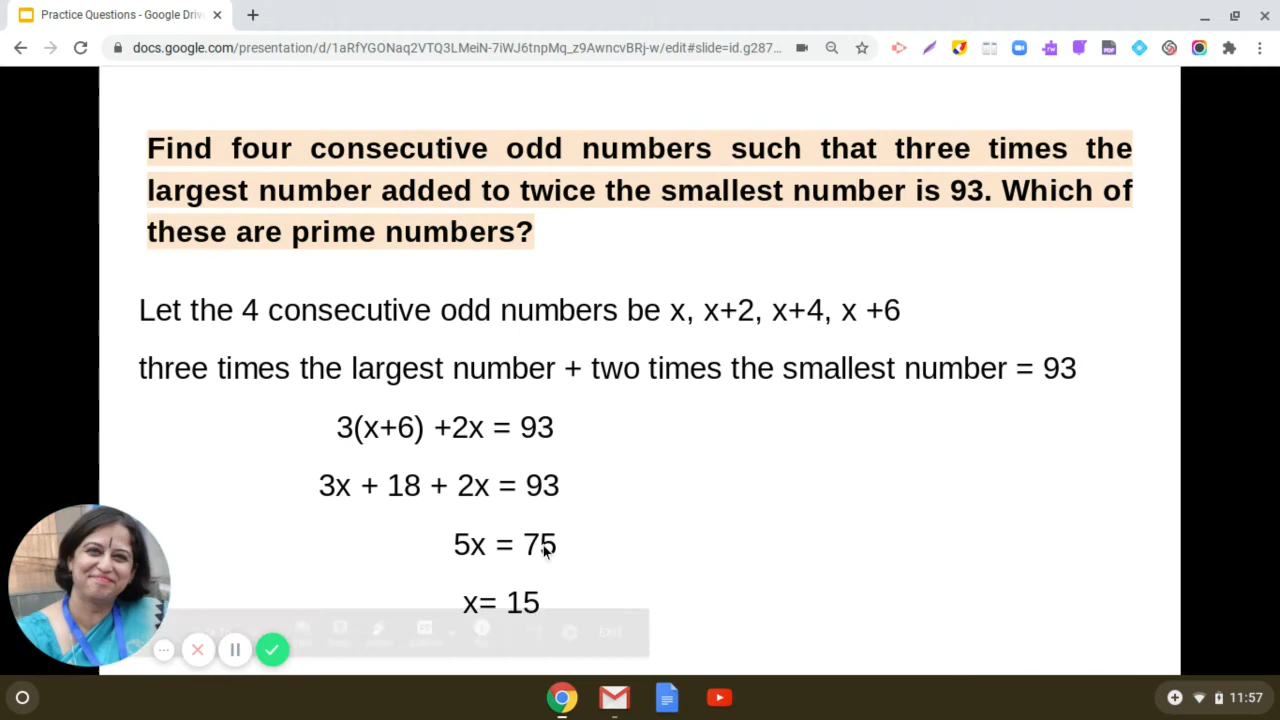 Practice Questions - Google Driv
docs.google.com/presentation/d/1aRfYGONaq2VTQ3LMeiN-7iWJ6tnpMq_z9AwncvBRj-w/edit#slide=id.g287...
Find four consecutive odd numbers such that three times the
largest number added to twice the smallest number is 93. Which of
these are prime numbers?
Let the 4 consecutive odd numbers be x, x+2, x+4, x +6
three times the largest number + two times the smallest number = 93
3(x+6) +2x = 93
3x + 18 + 2x = 93
5x = 75
x= 15
EXIT
11:57